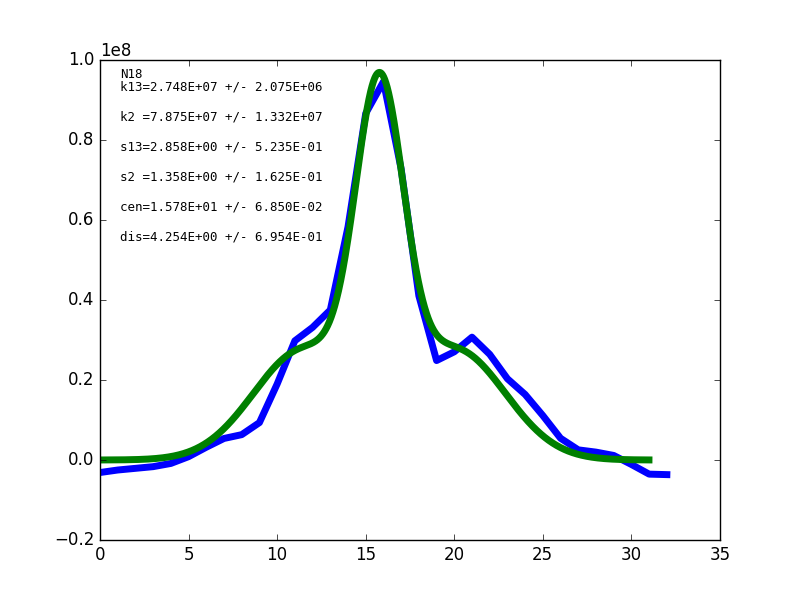 1e8
N18
k13=2.748E+07 +/- 2.075E+06
k2 =7.875E+07 +/- 1.332E+07
s13=2.858E+00 +/- 5.235E-01
s2 =1.358E+00 +/- 1.625E-01
cen=1.578E+01 +/- 6.850E-02
dis=4.254E+00 +/- 6.954E-01
1.0
0.8
0.6
0.4
0.2
0.0
−0.2
0 5 10 15 20 25 30 35